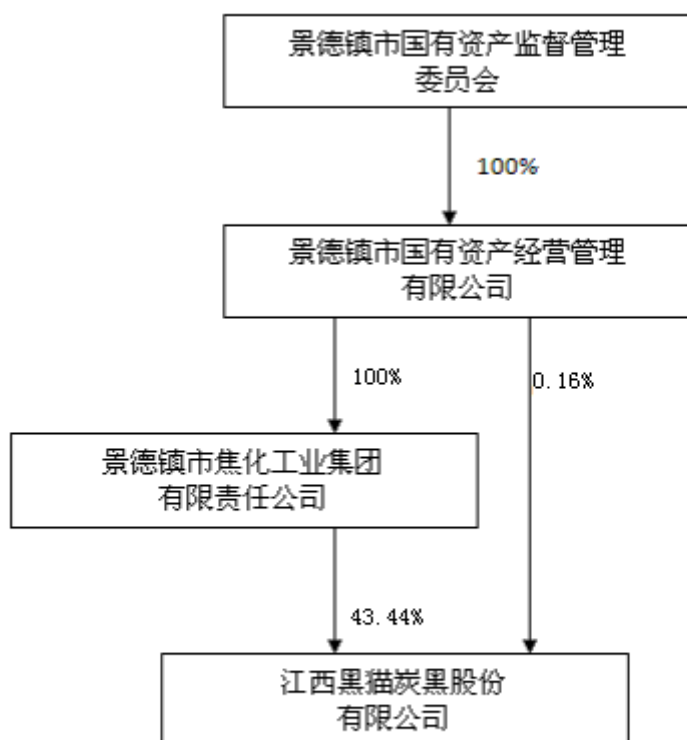 景德镇市国有资产监督管理
委员会
100%
景德镇市国有资产经营管理
有限公司
100%
0.16%
景德镇市焦化工业集团
有限责任公司
43.44%
江西黑猫炭黑股份
有限公司